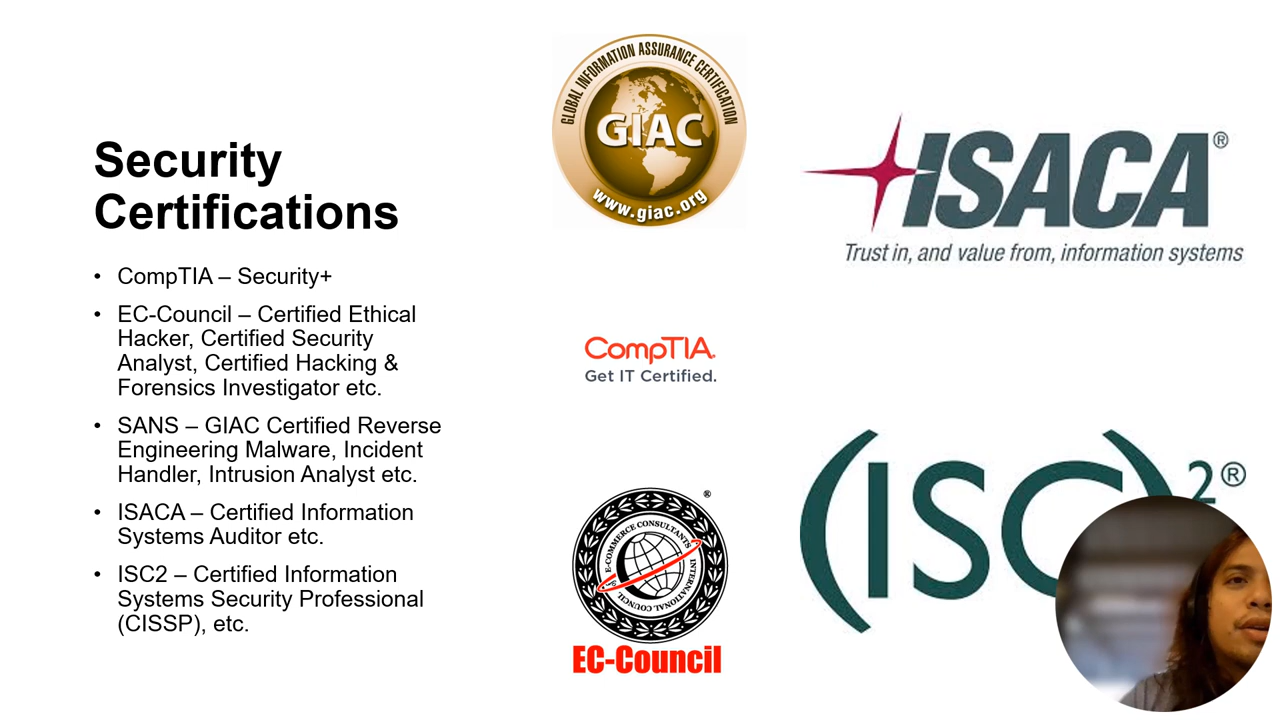 Security
Certifications
• CompTIA – Security+
• EC-Council – Certified Ethical
Hacker, Certified Security
Analyst, Certified Hacking &
Forensics Investigator etc.
• SANS – GIAC Certified Reverse
Engineering Malware, Incident
Handler, Intrusion Analyst etc.
• ISACA – Certified Information
Systems Auditor etc.
• ISC2 – Certified Information
Systems Security Professional
(CISSP), etc.
GLOBAL INFORMATION ASSURANCE CERTIFICATION
GIAC
www.giac.org
ISACA®
Trust in, and value from, information systems
CompTIA.
Get IT Certified.
®
E-COMMERCE CONSULTANTS
INTERNATIONAL COUNCIL
EC-Council
(ISC)2®